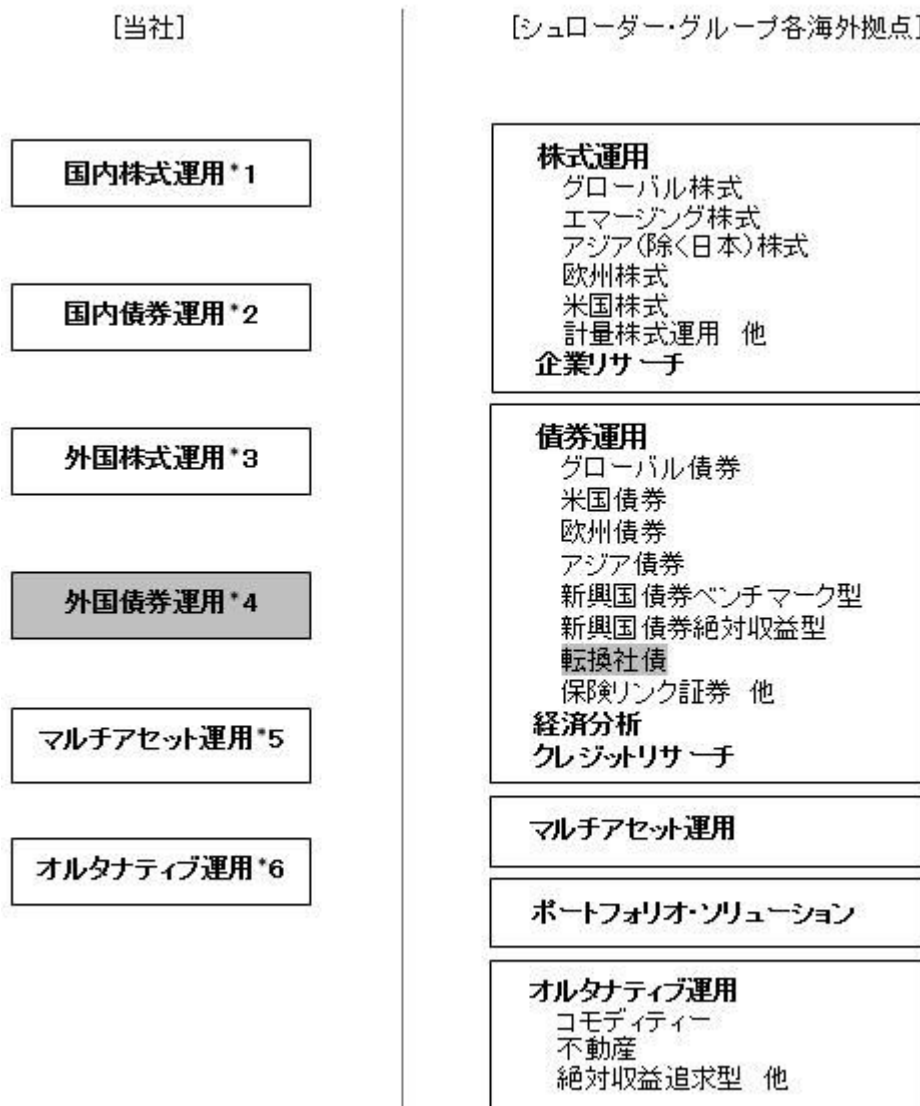 [当社]
国内株式運用*1
国内債券運用*2
外国株式運用*3
外国債券運用*4
マルチアセット運用*5
オルタナティブ運用*6
[シュローダー・グループ各海外拠点]
株式運用
グローバル株式
エマージング株式
アジア(除く日本)株式
欧州株式
米国株式
計量株式運用 他
企業リサーチ
債券運用
グローバル債券
米国債券
欧州債券
アジア債券
新興国債券ベンチマーク型
新興国債券絶対収益型
転換社債
保険リンク証券 他
経済分析
クレジットリサーチ
マルチアセット運用
ポートフォリオ・ソリューション
オルタナティブ運用
コモディティー
不動産
絶対収益追求型 他